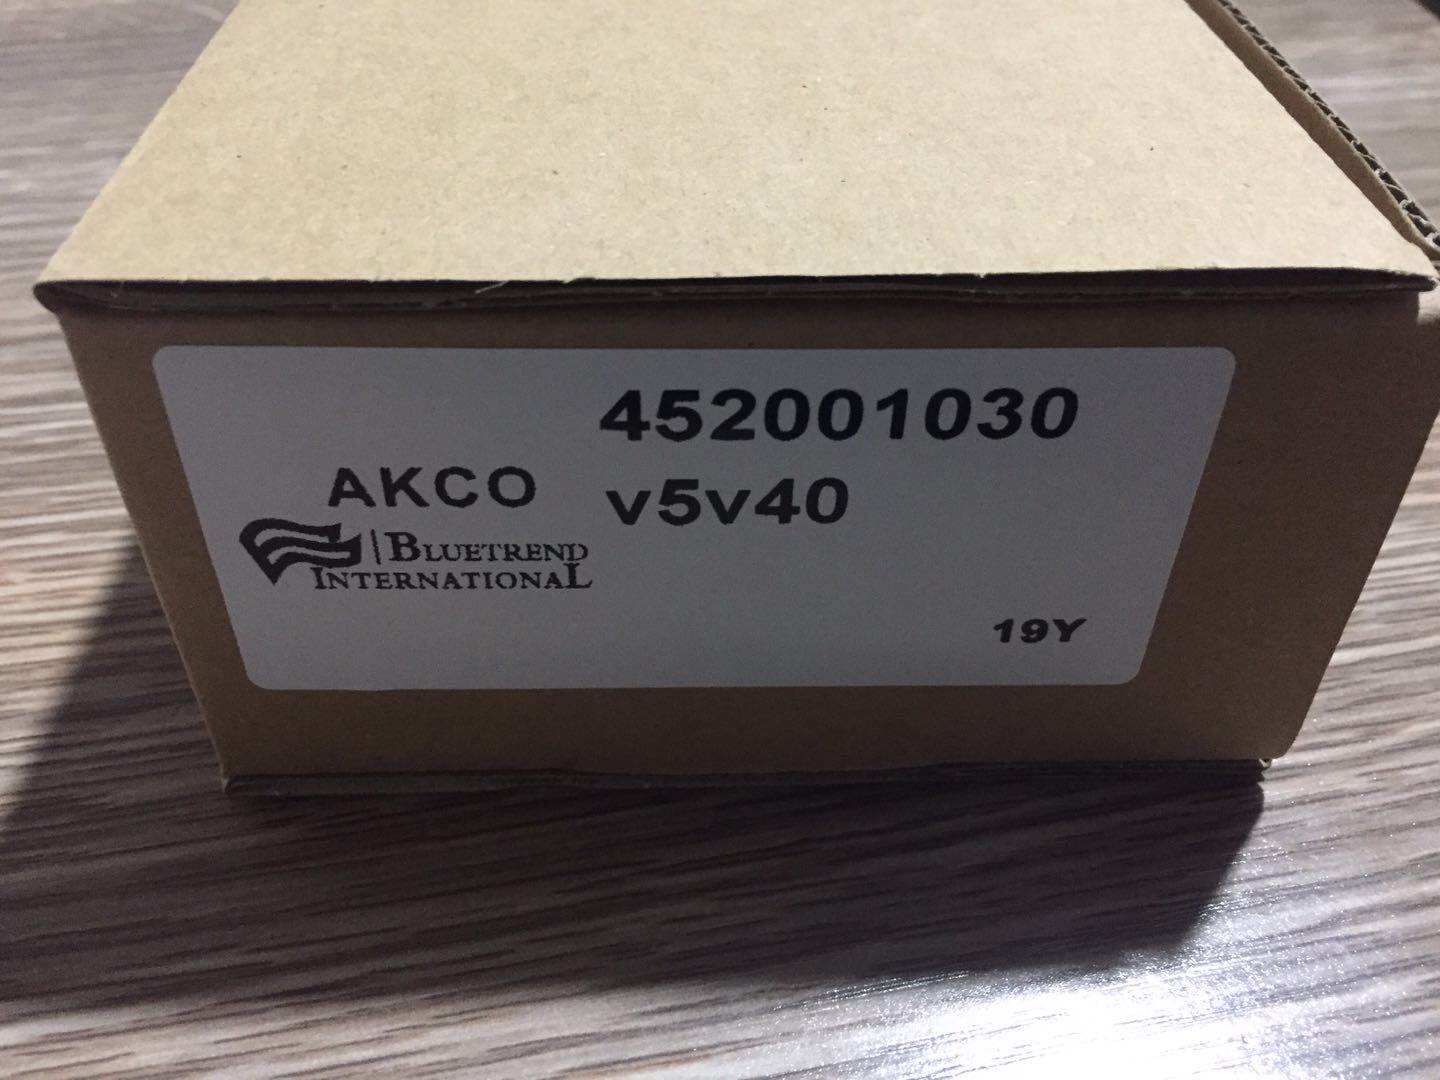 452001030
AKCO v5v40
BLUETREND
INTERNATIONAL
19Y